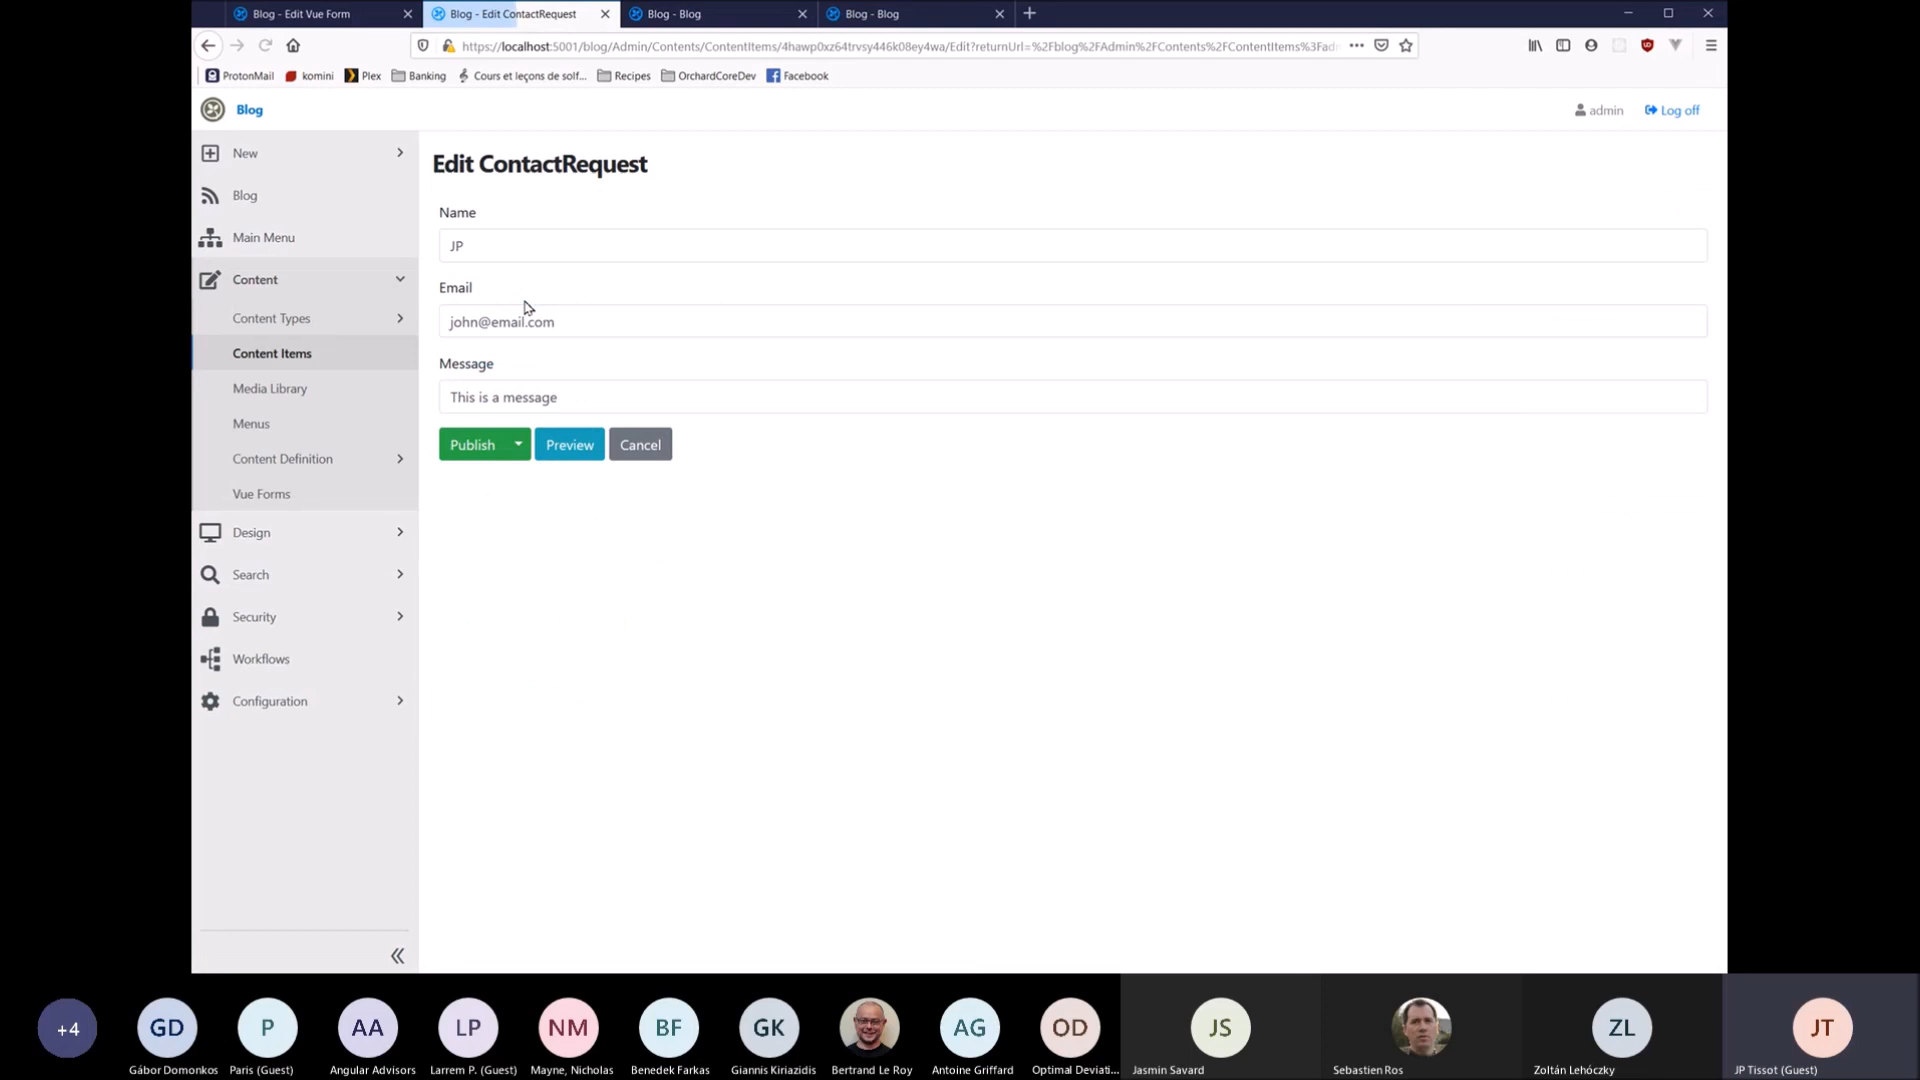 Blog - Edit Vue Form
Blog - Edit ContactRequest
Blog - Blog
Blog - Blog
https://localhost:5001/blog/Admin/Contents/ContentItems/4hawp0xz64trvsy446k08ey4wa/Edit?returnUrl=%2Fblog%2FAdmin%2FContents%2FContentItems%3Fad
ProtonMail
komini
Plex
Banking
Cours et leçons de solf...
Recipes
OrchardCoreDev
Facebook
Blog
admin
Log off
New
Blog
Main Menu
Content
Content Types
Content Items
Media Library
Menus
Content Definition
Vue Forms
Design
Search
Security
Workflows
Configuration
Edit ContactRequest
Name
JP
Email
john@email.com
Message
This is a message
Publish
Preview
Cancel
+4
GD
P
AA
LP
NM
BF
GK
AG
OD
JS
ZL
JT
Gábor Domonkos
Paris (Guest)
Angular Advisors
Larrem P. (Guest)
Mayne, Nicholas
Benedek Farkas
Giannis Kiriazidis
Bertrand Le Roy
Antoine Griffard
Optimal Deviati...
Jasmin Savard
Sebastien Ros
Zoltán Lehóczky
JP Tissot (Guest)